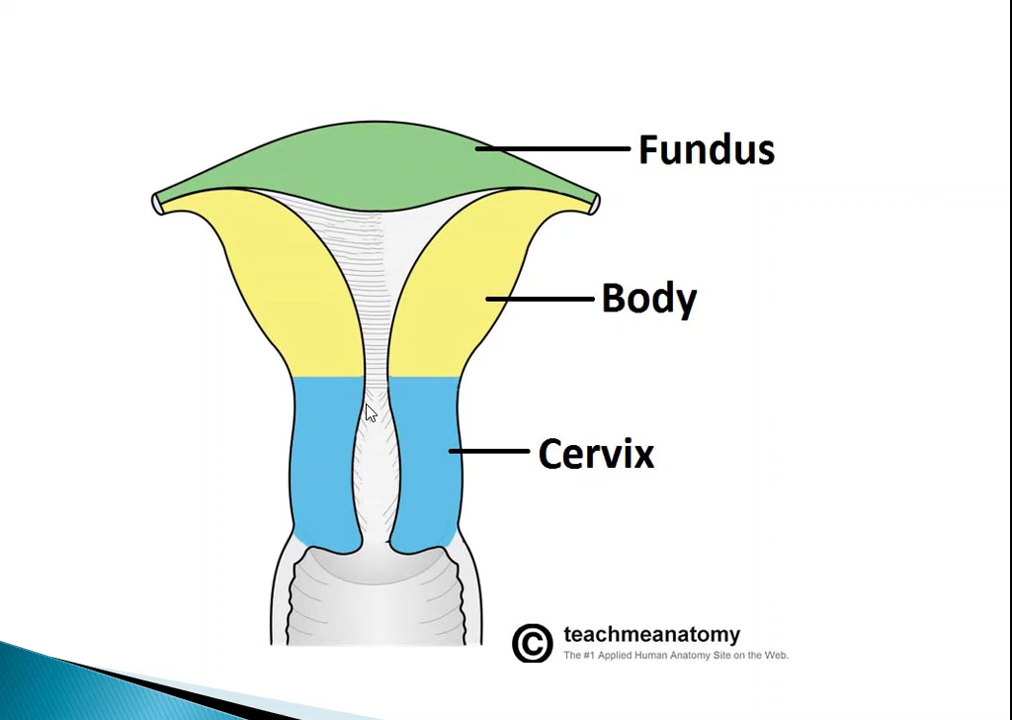 Fundus
Body
Cervix
© teachmeanatomy
The #1 Applied Human Anatomy Site on the Web.